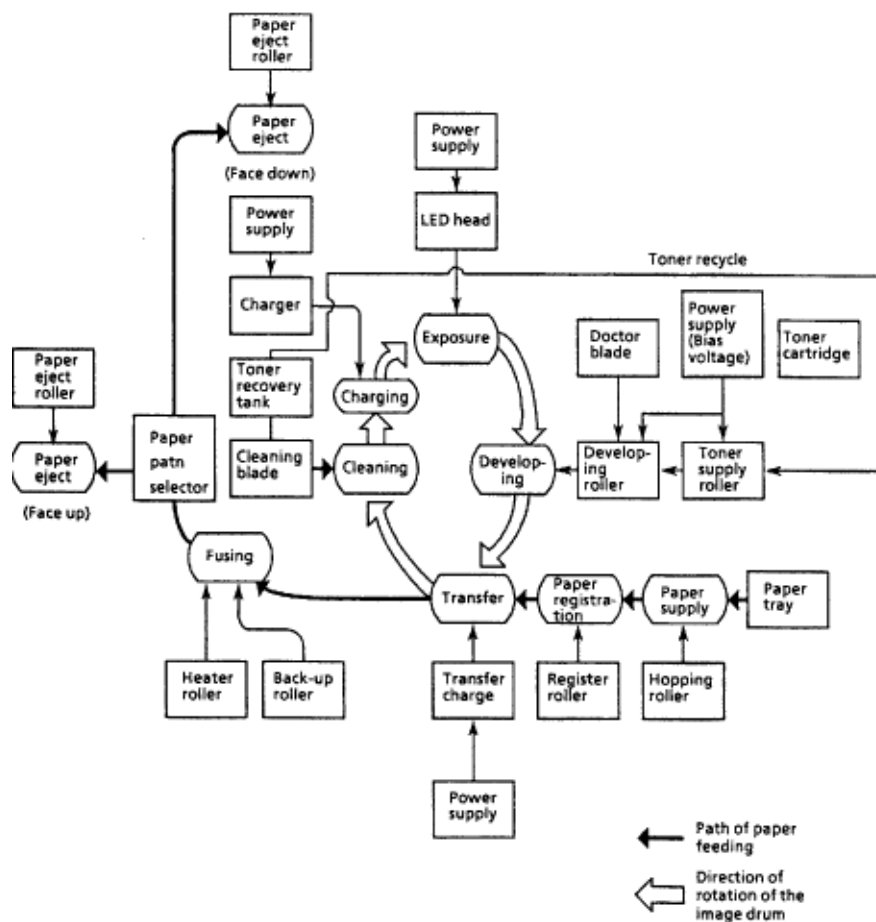 Paper
eject
roller
Paper
eject
(Face down)
Power
supply
LED head
Power
supply
Charger
Toner recycle
Exposure
Doctor
blade
Power
supply
(Bias
voltage)
Toner
cartridge
Paper
eject
roller
Toner
recovery
tank
Charging
Paper
eject
(Face up)
Paper
patn
selector
Cleaning
blade
Cleaning
Develop-
ing
Develop-
ing
roller
Toner
supply
roller
Fusing
Transfer
Paper
registra-
tion
Paper
supply
Paper
tray
Heater
roller
Back-up
roller
Transfer
charge
Register
roller
Hopping
roller
Power
supply
Path of paper
feeding
Direction of
rotation of the
image drum